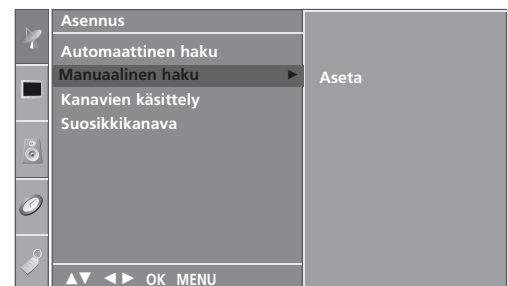 Asennus
Automaattinen haku
Manuaalinen haku ►
Aseta
Kanavien käsittely
Suosikkikanava
▲▼ ◄► OK MENU